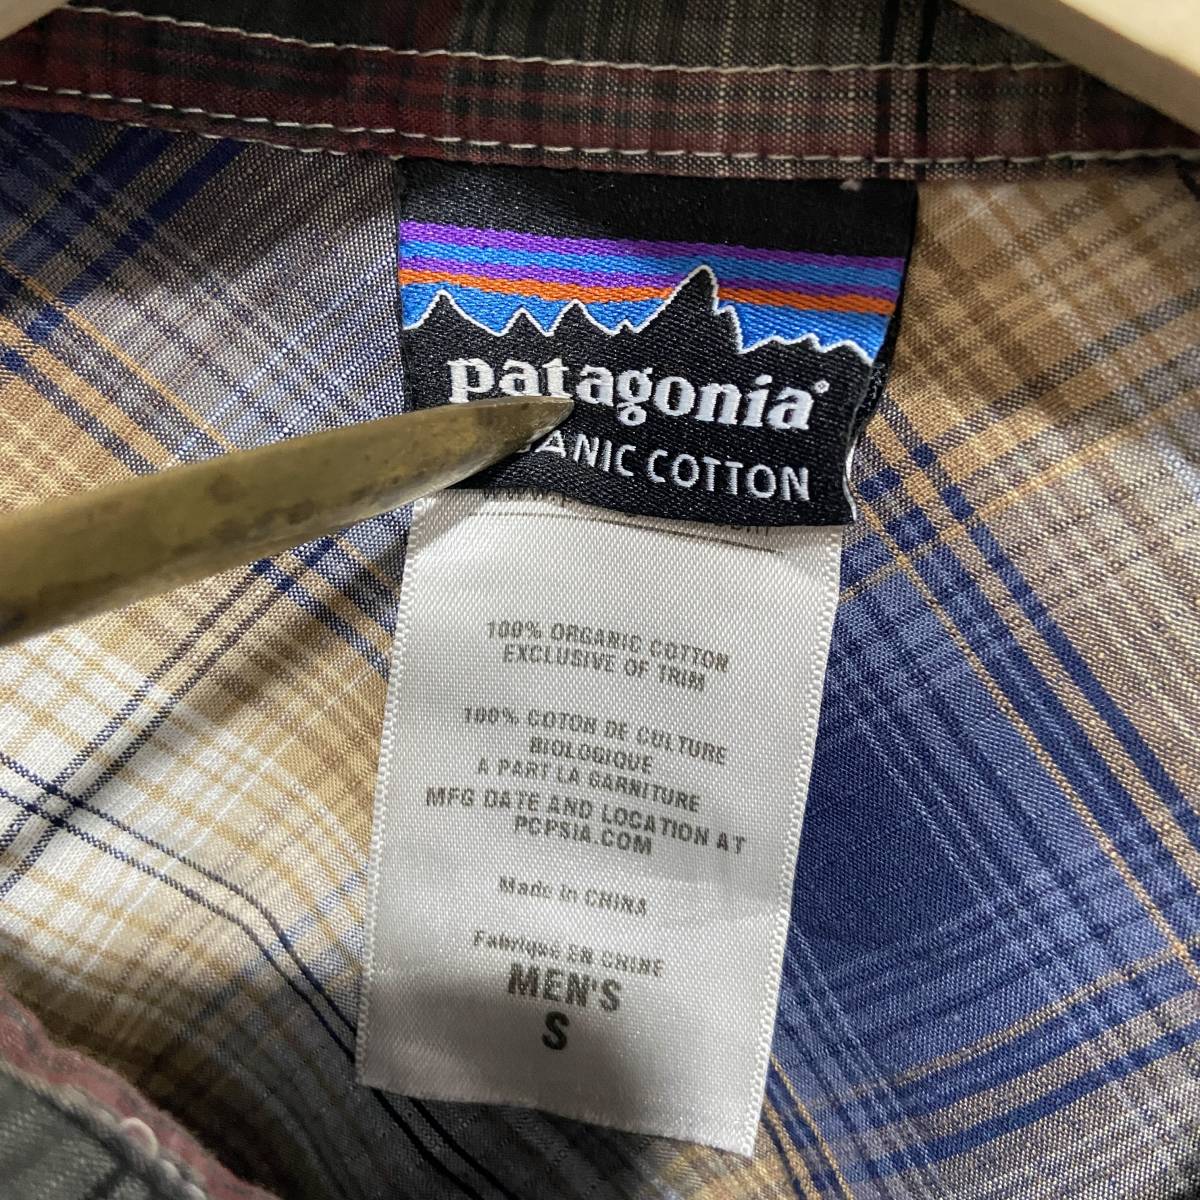 patagonia®
ANIC COTTON
100% ORGANIC COTTON
EXCLUSIVE OF TRIM
100% COTON DE CULTURE
BIOLOGIQUE
A PART LA GARNITURE
MFG DATE AND LOCATION AT
PCPSIA.COM
Made in CHINA
Fabriqué EN CHINE
MEN'S
S